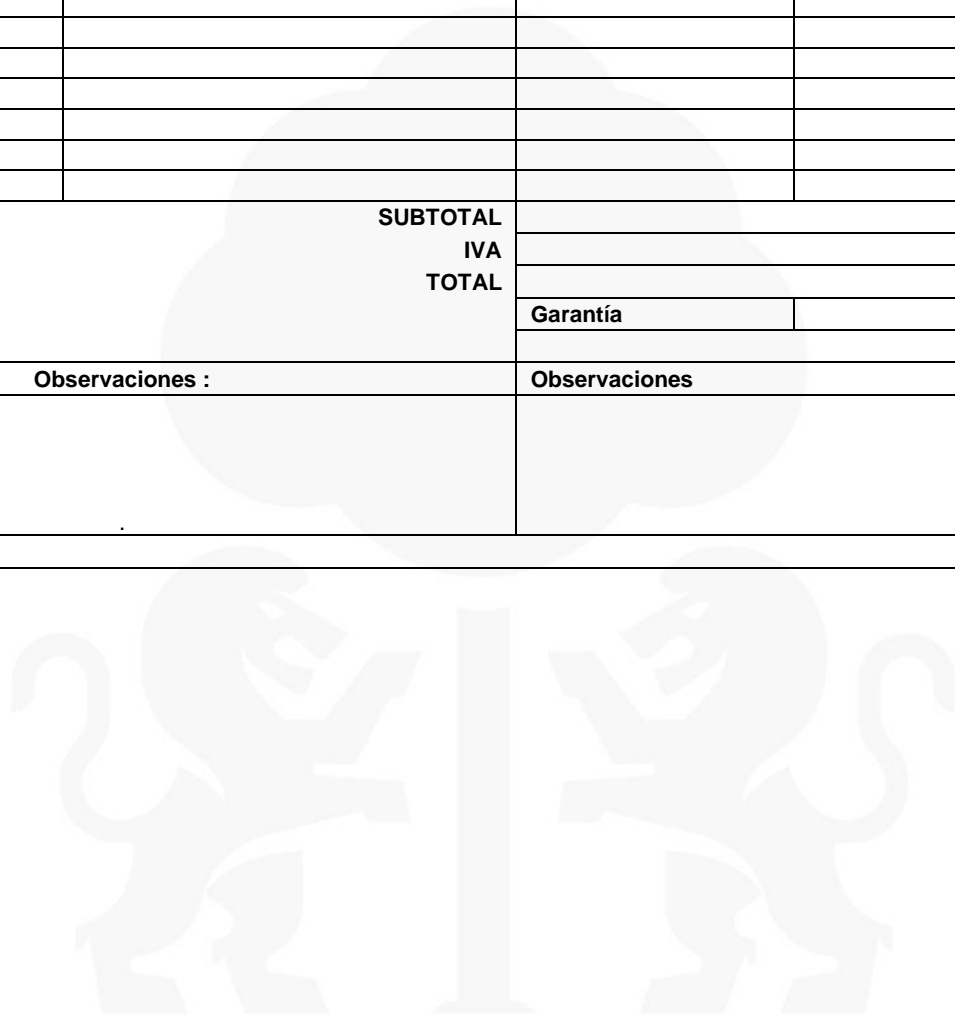 SUBTOTAL
IVA
TOTAL
Garantía
Observaciones :
Observaciones
.